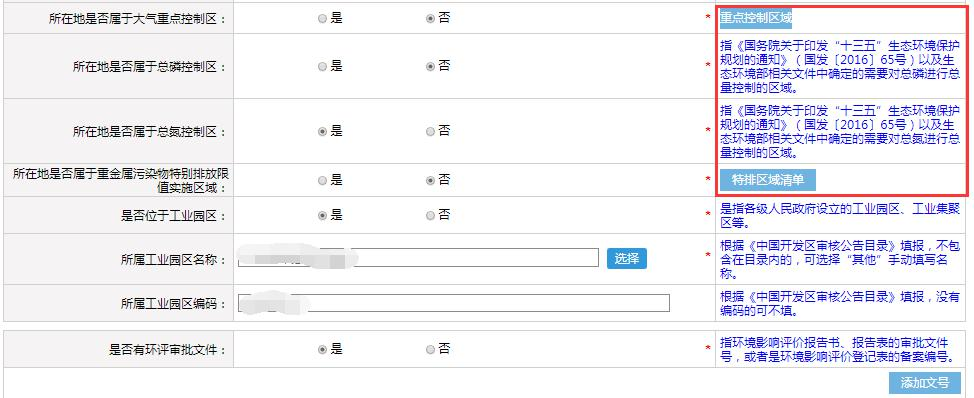 所在地是否属于大气重点控制区：
是
否
*
重点控制区域
所在地是否属于总磷控制区：
是
否
*
指《国务院关于印发“十三五”生态环境保护
规划的通知》（国发〔2016〕65号）以及生
态环境部相关文件中确定的需要对总磷进行总
量控制的区域。
所在地是否属于总氮控制区：
是
否
*
指《国务院关于印发“十三五”生态环境保护
规划的通知》（国发〔2016〕65号）以及生
态环境部相关文件中确定的需要对总氮进行总
量控制的区域。
所在地是否属于重金属污染物特别排放限
值实施区域：
是
否
*
特排区域清单
是否位于工业园区：
是
否
*
是指各级人民政府设立的工业园区、工业集聚
区等。
所属工业园区名称：
选择
*
根据《中国开发区审核公告目录》填报，不包
含在目录内的，可选择“其他”手动填写名
称。
所属工业园区编码：
根据《中国开发区审核公告目录》填报，没有
编码的可不填。
是否有环评审批文件：
是
否
*
指环境影响评价报告书、报告表的审批文件
号，或者是环境影响评价登记表的备案编号。
添加文号